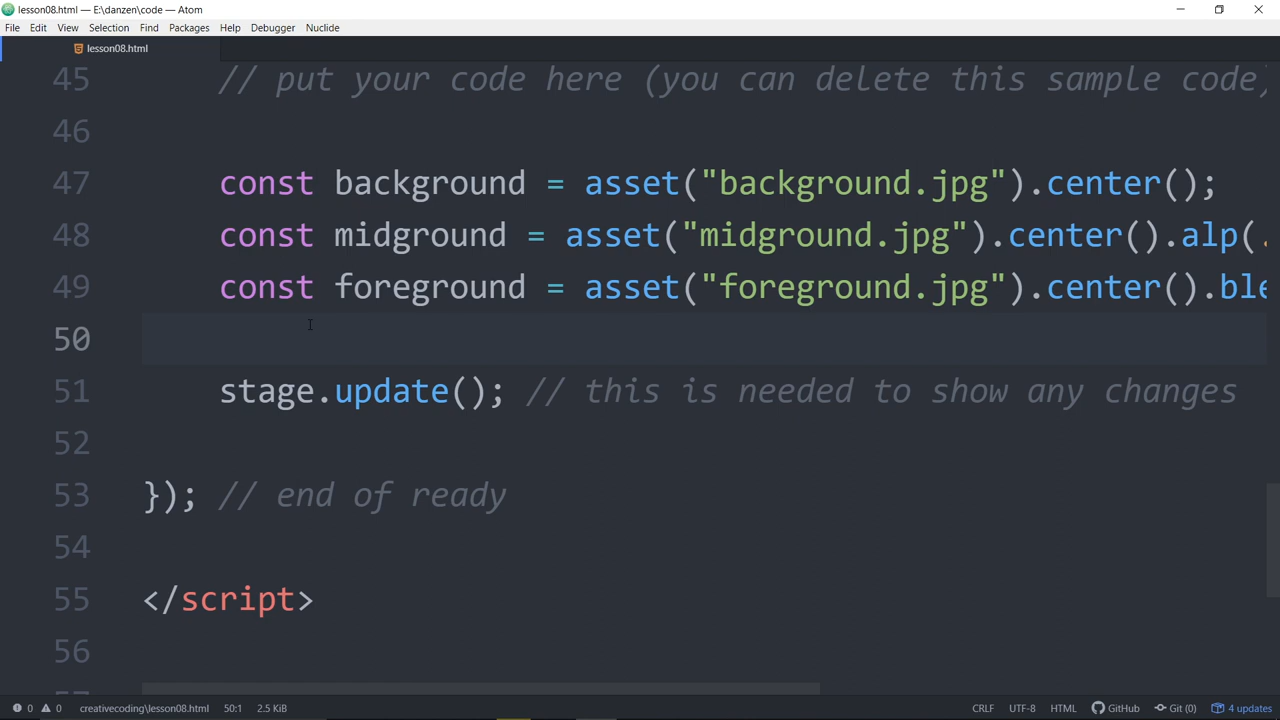 lesson08.html — E:\danzen\code — Atom
File Edit View Selection Find Packages Help Debugger Nuclide
lesson08.html
45 // put your code here (you can delete this sample code)
46
47 const background = asset("background.jpg").center();
48 const midground = asset("midground.jpg").center().alp(.
49 const foreground = asset("foreground.jpg").center().ble
50
51 stage.update(); // this is needed to show any changes
52
53 }); // end of ready
54
55 </script>
56
0 0 creativecoding\lesson08.html 50:1 2.5 KiB CRLF UTF-8 HTML GitHub Git (0) 4 updates